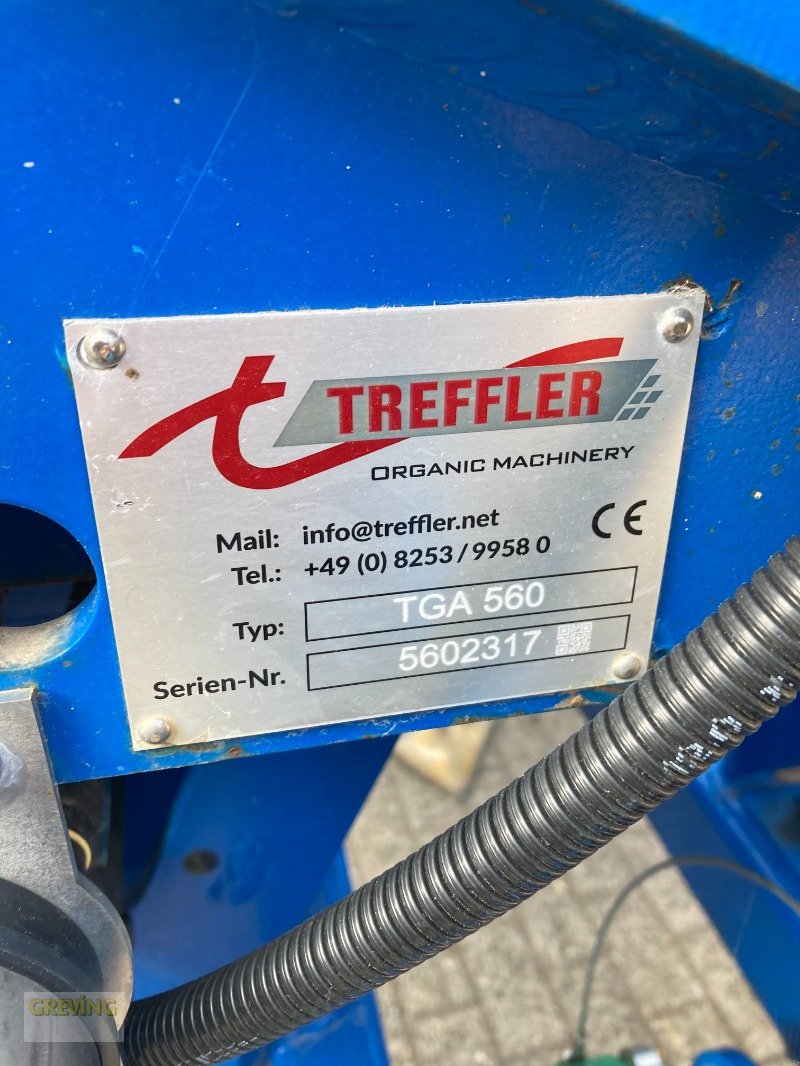 TREFFLER
ORGANIC MACHINERY
Mail: info@treffler.net
Tel.: +49 (0) 8253 / 9958 0
CE
Typ: TGA 560
Serien-Nr. 5602317
GREVING